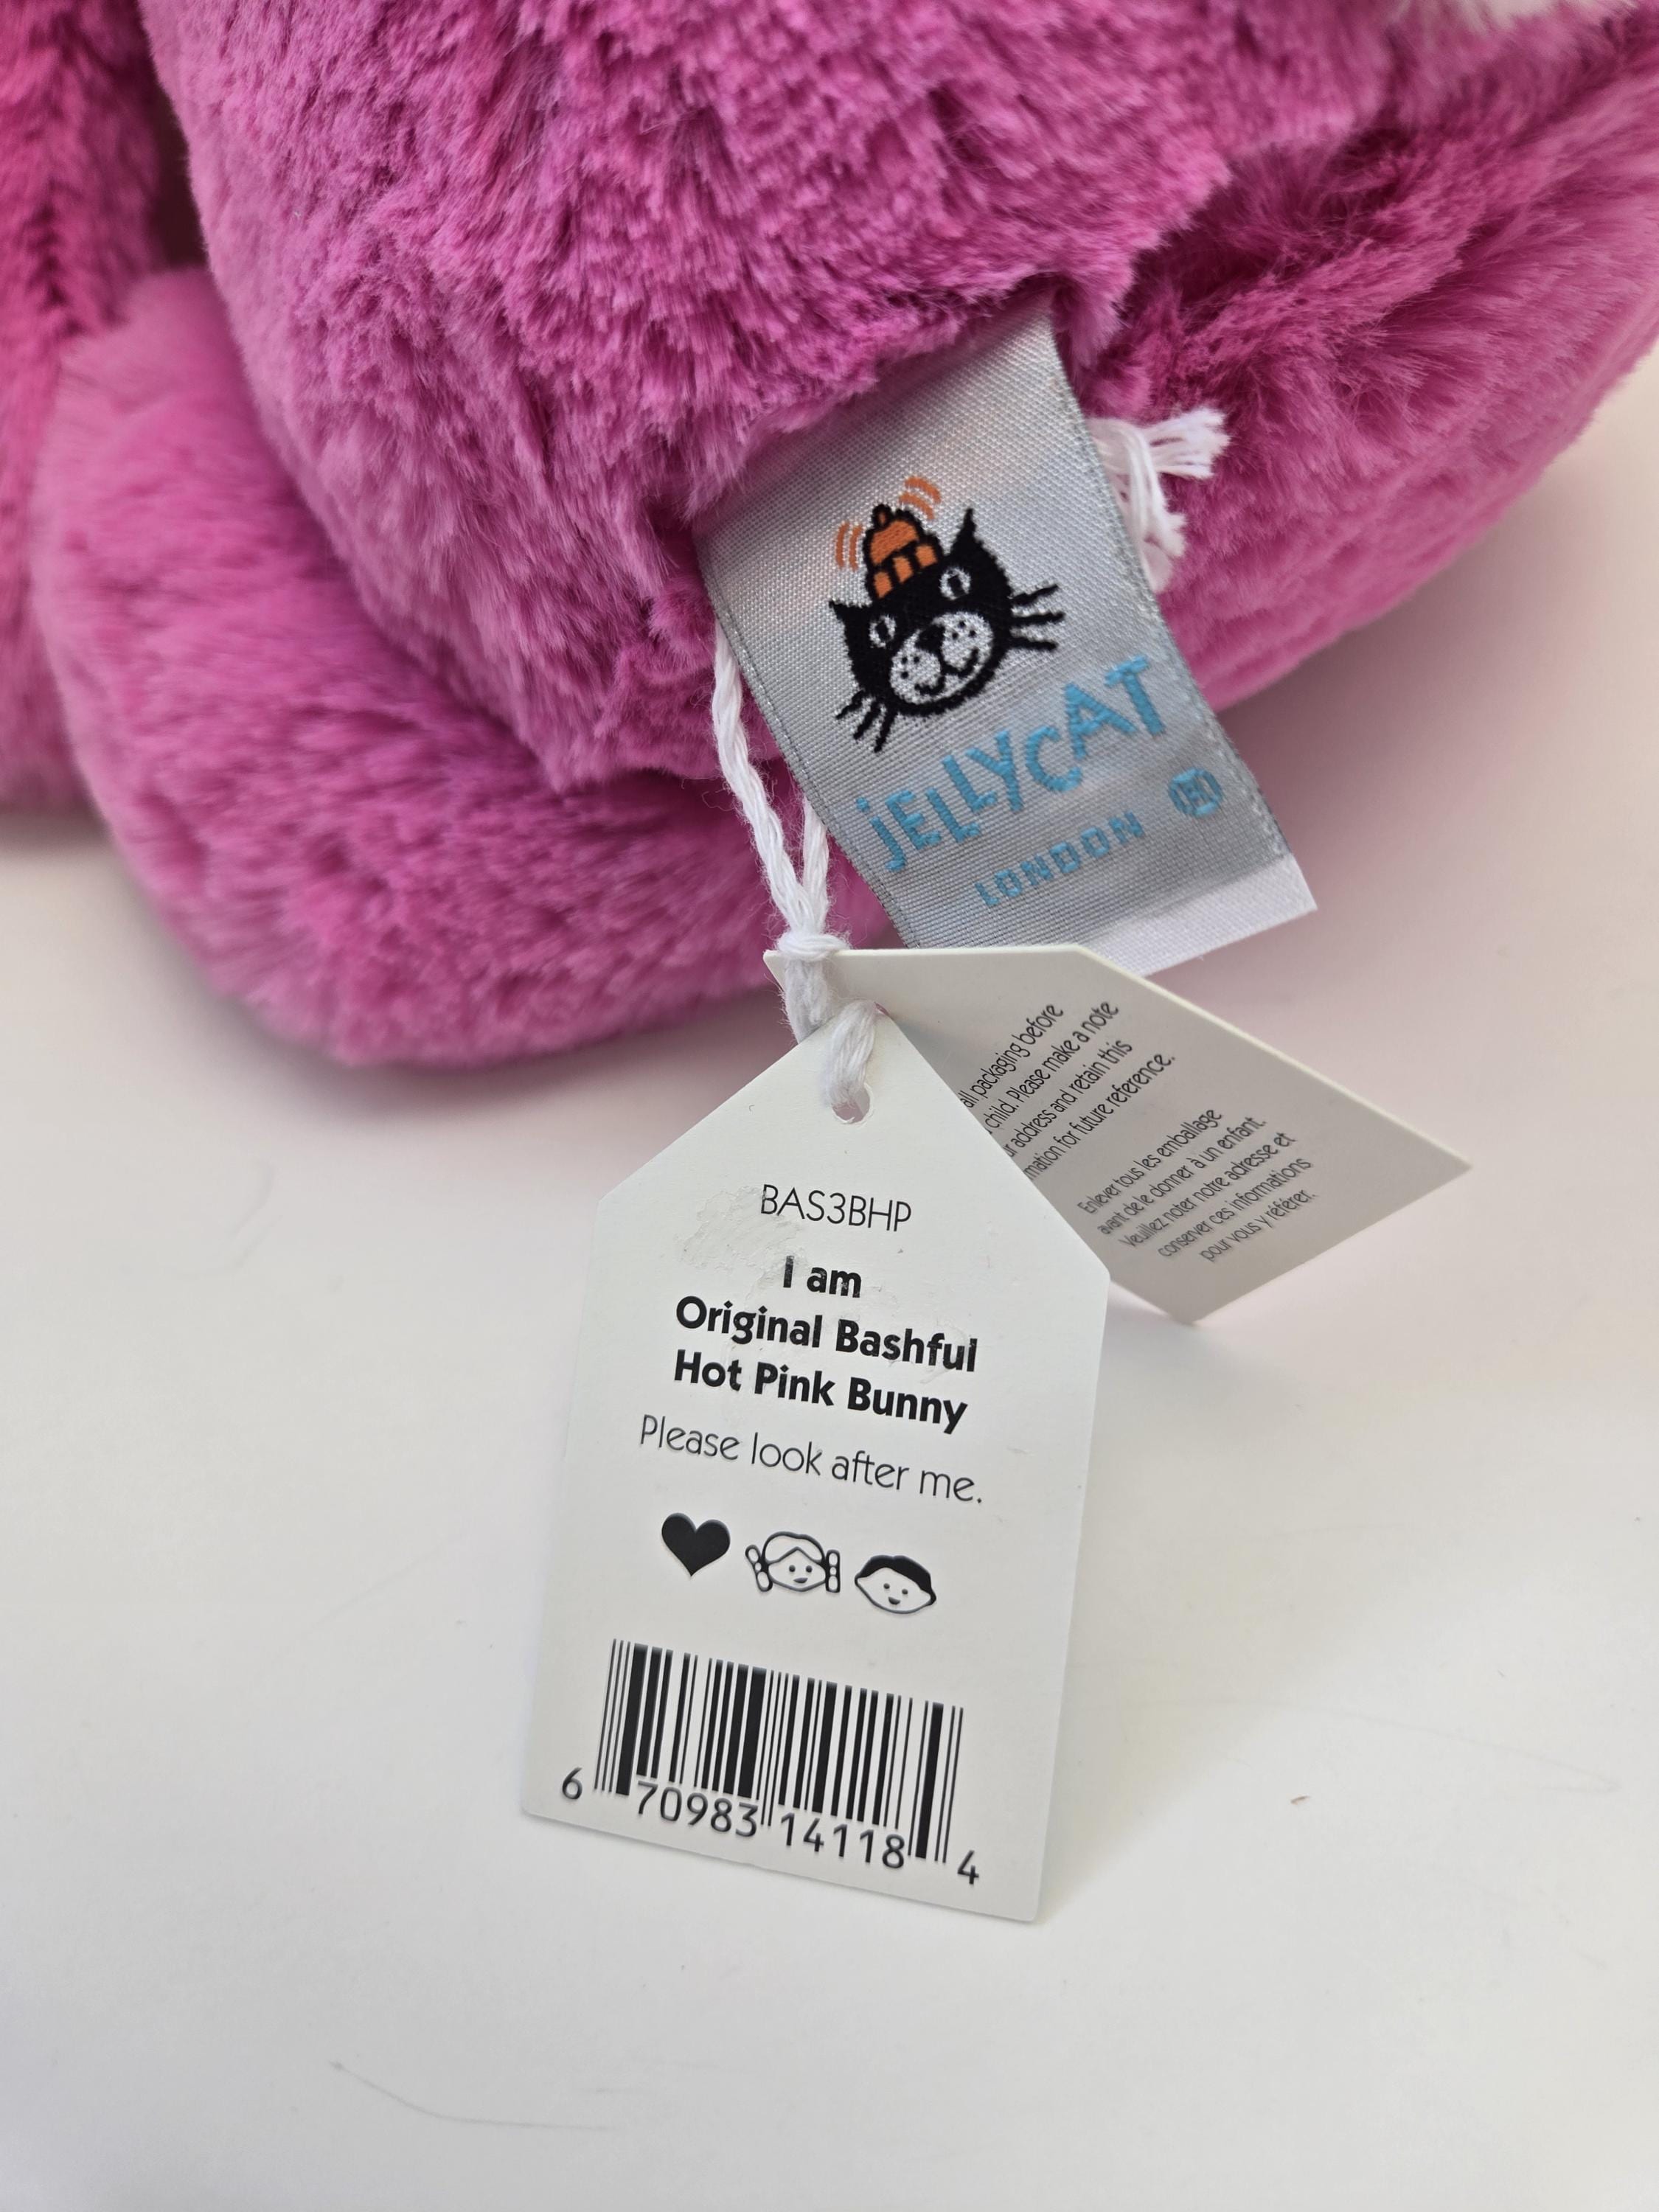 JELLYCAT
LONDON
all packaging before
child. Please make a note
address and retain this
for future reference.
Enlever tous les emballage
avant de le donner à un enfant.
Veuillez noter notre adresse et
conserver ces informations
pour vous y référer.
BAS3BHP
I am
Original Bashful
Hot Pink Bunny
Please look after me.
6 70983 14118 4